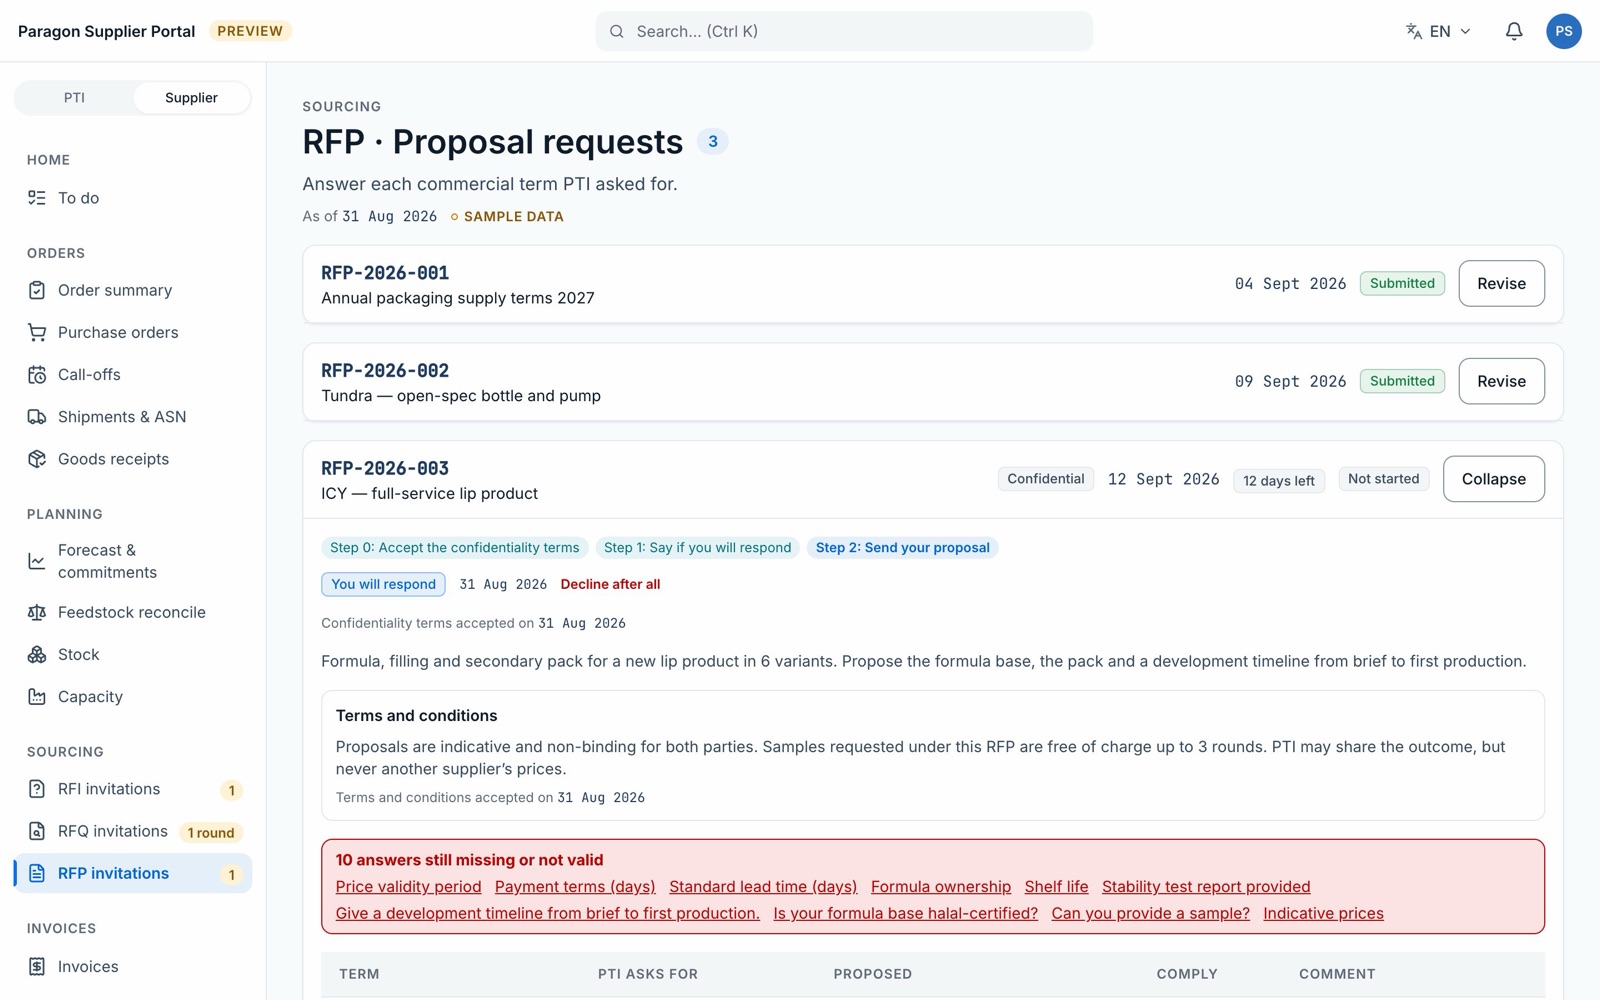 Paragon Supplier Portal PREVIEW
Search... (Ctrl K)
EN
PS
PTI Supplier
HOME
To do
ORDERS
Order summary
Purchase orders
Call-offs
Shipments & ASN
Goods receipts
PLANNING
Forecast &
commitments
Feedstock reconcile
Stock
Capacity
SOURCING
RFI invitations 1
RFQ invitations 1 round
RFP invitations 1
INVOICES
Invoices
SOURCING
RFP · Proposal requests 3
Answer each commercial term PTI asked for.
As of 31 Aug 2026 SAMPLE DATA
RFP-2026-001
Annual packaging supply terms 2027
04 Sept 2026 Submitted Revise
RFP-2026-002
Tundra — open-spec bottle and pump
09 Sept 2026 Submitted Revise
RFP-2026-003
ICY — full-service lip product
Confidential 12 Sept 2026 12 days left Not started Collapse
Step 0: Accept the confidentiality terms Step 1: Say if you will respond Step 2: Send your proposal
You will respond 31 Aug 2026 Decline after all
Confidentiality terms accepted on 31 Aug 2026
Formula, filling and secondary pack for a new lip product in 6 variants. Propose the formula base, the pack and a development timeline from brief to first production.
Terms and conditions
Proposals are indicative and non-binding for both parties. Samples requested under this RFP are free of charge up to 3 rounds. PTI may share the outcome, but
never another supplier’s prices.
Terms and conditions accepted on 31 Aug 2026
10 answers still missing or not valid
Price validity period Payment terms (days) Standard lead time (days) Formula ownership Shelf life Stability test report provided
Give a development timeline from brief to first production. Is your formula base halal-certified? Can you provide a sample? Indicative prices
TERM PTI ASKS FOR PROPOSED COMPLY COMMENT